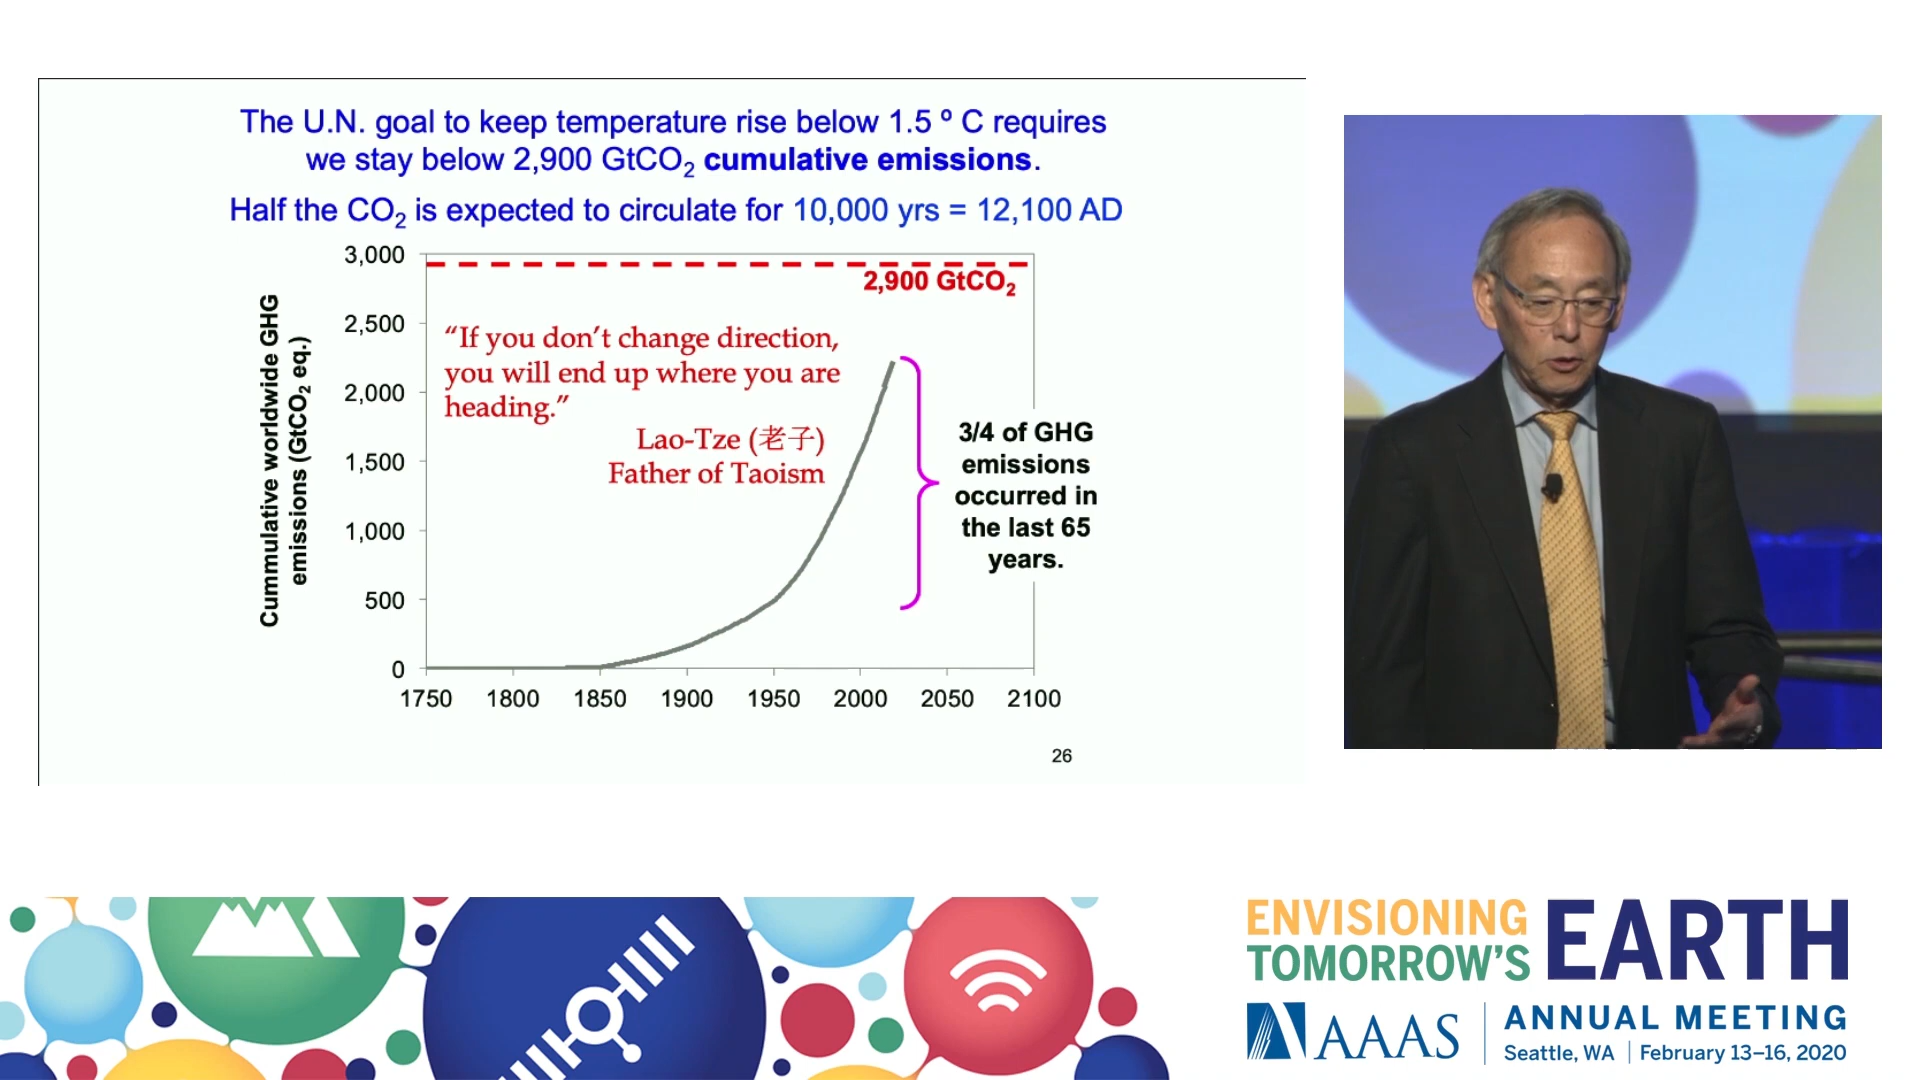 The U.N. goal to keep temperature rise below 1.5 º C requires
we stay below 2,900 GtCO₂ cumulative emissions.
Half the CO₂ is expected to circulate for 10,000 yrs = 12,100 AD
Cummulative worldwide GHG
emissions (GtCO₂ eq.)
3,000
2,500
2,000
1,500
1,000
500
0
2,900 GtCO₂
“If you don’t change direction,
you will end up where you are
heading.”
Lao-Tze (老子)
Father of Taoism
3/4 of GHG
emissions
occurred in
the last 65
years.
1750 1800 1850 1900 1950 2000 2050 2100
26
ENVISIONING
TOMORROW'S
EARTH
AAAS
ANNUAL MEETING
Seattle, WA | February 13–16, 2020